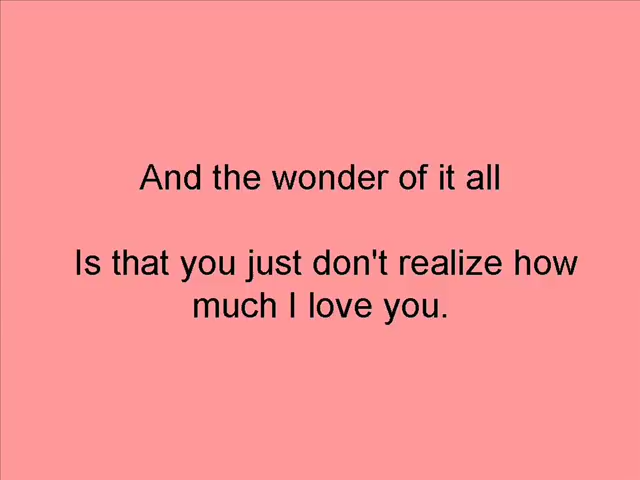 And the wonder of it all
Is that you just don't realize how
much I love you.